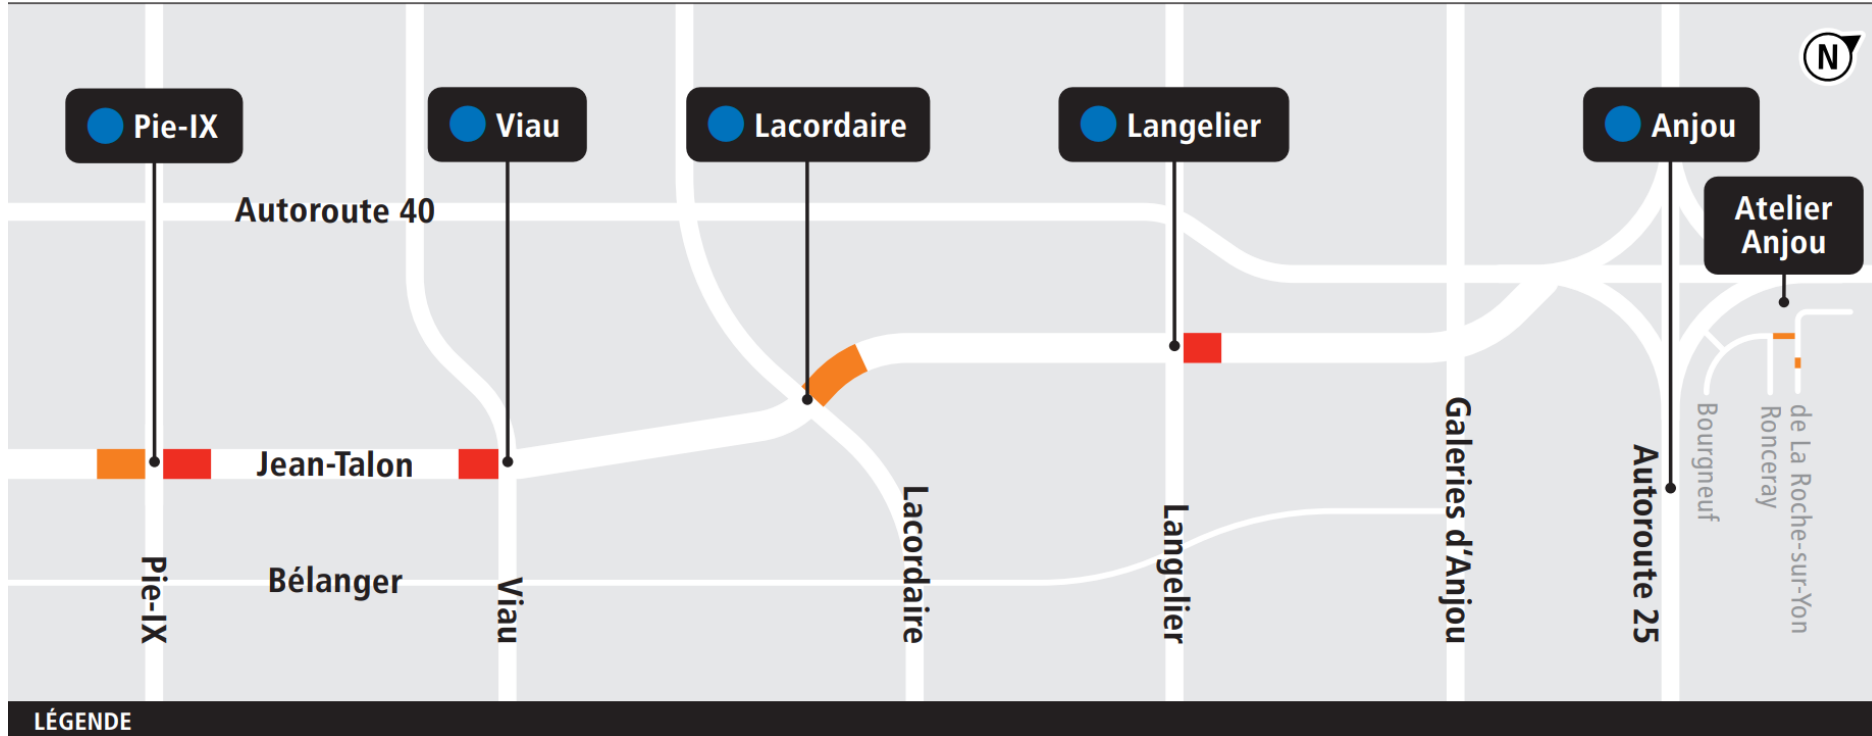 N
Pie-IX
Viau
Lacordaire
Langelier
Anjou
Atelier
Anjou
Autoroute 40
Jean-Talon
Bélanger
Pie-IX
Viau
Lacordaire
Langelier
Galeries d'Anjou
Autoroute 25
Bourgneuf
Ronceray
de La Roche-sur-Yon
LÉGENDE